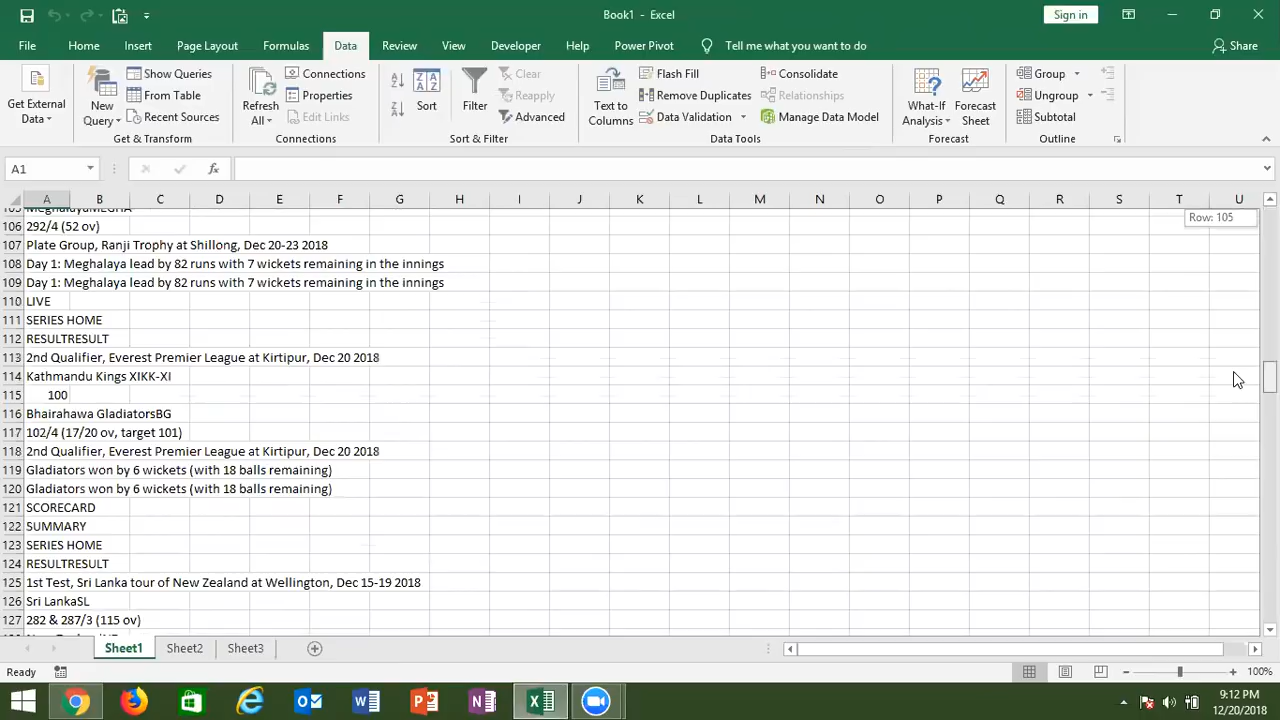 Book1 - Excel
Sign in
File Home Insert Page Layout Formulas Data Review View Developer Help Power Pivot Tell me what you want to do Share
Get External Data
New Query
Show Queries
From Table
Recent Sources
Get & Transform
Refresh All
Connections
Properties
Edit Links
Connections
Sort
Filter
Clear
Reapply
Advanced
Sort & Filter
Text to Columns
Flash Fill
Remove Duplicates
Data Validation
Consolidate
Relationships
Manage Data Model
Data Tools
What-If Analysis
Forecast Sheet
Forecast
Group
Ungroup
Subtotal
Outline
A1
fx
A B C D E F G H I J K L M N O P Q R S T U
105 MeghalayaMEGHA
Row: 105
106 292/4 (52 ov)
107 Plate Group, Ranji Trophy at Shillong, Dec 20-23 2018
108 Day 1: Meghalaya lead by 82 runs with 7 wickets remaining in the innings
109 Day 1: Meghalaya lead by 82 runs with 7 wickets remaining in the innings
110 LIVE
111 SERIES HOME
112 RESULTRESULT
113 2nd Qualifier, Everest Premier League at Kirtipur, Dec 20 2018
114 Kathmandu Kings XIKK-XI
115 100
116 Bhairahawa GladiatorsBG
117 102/4 (17/20 ov, target 101)
118 2nd Qualifier, Everest Premier League at Kirtipur, Dec 20 2018
119 Gladiators won by 6 wickets (with 18 balls remaining)
120 Gladiators won by 6 wickets (with 18 balls remaining)
121 SCORECARD
122 SUMMARY
123 SERIES HOME
124 RESULTRESULT
125 1st Test, Sri Lanka tour of New Zealand at Wellington, Dec 15-19 2018
126 Sri LankaSL
127 282 & 287/3 (115 ov)
Sheet1 Sheet2 Sheet3
Ready
100%
9:12 PM
12/20/2018